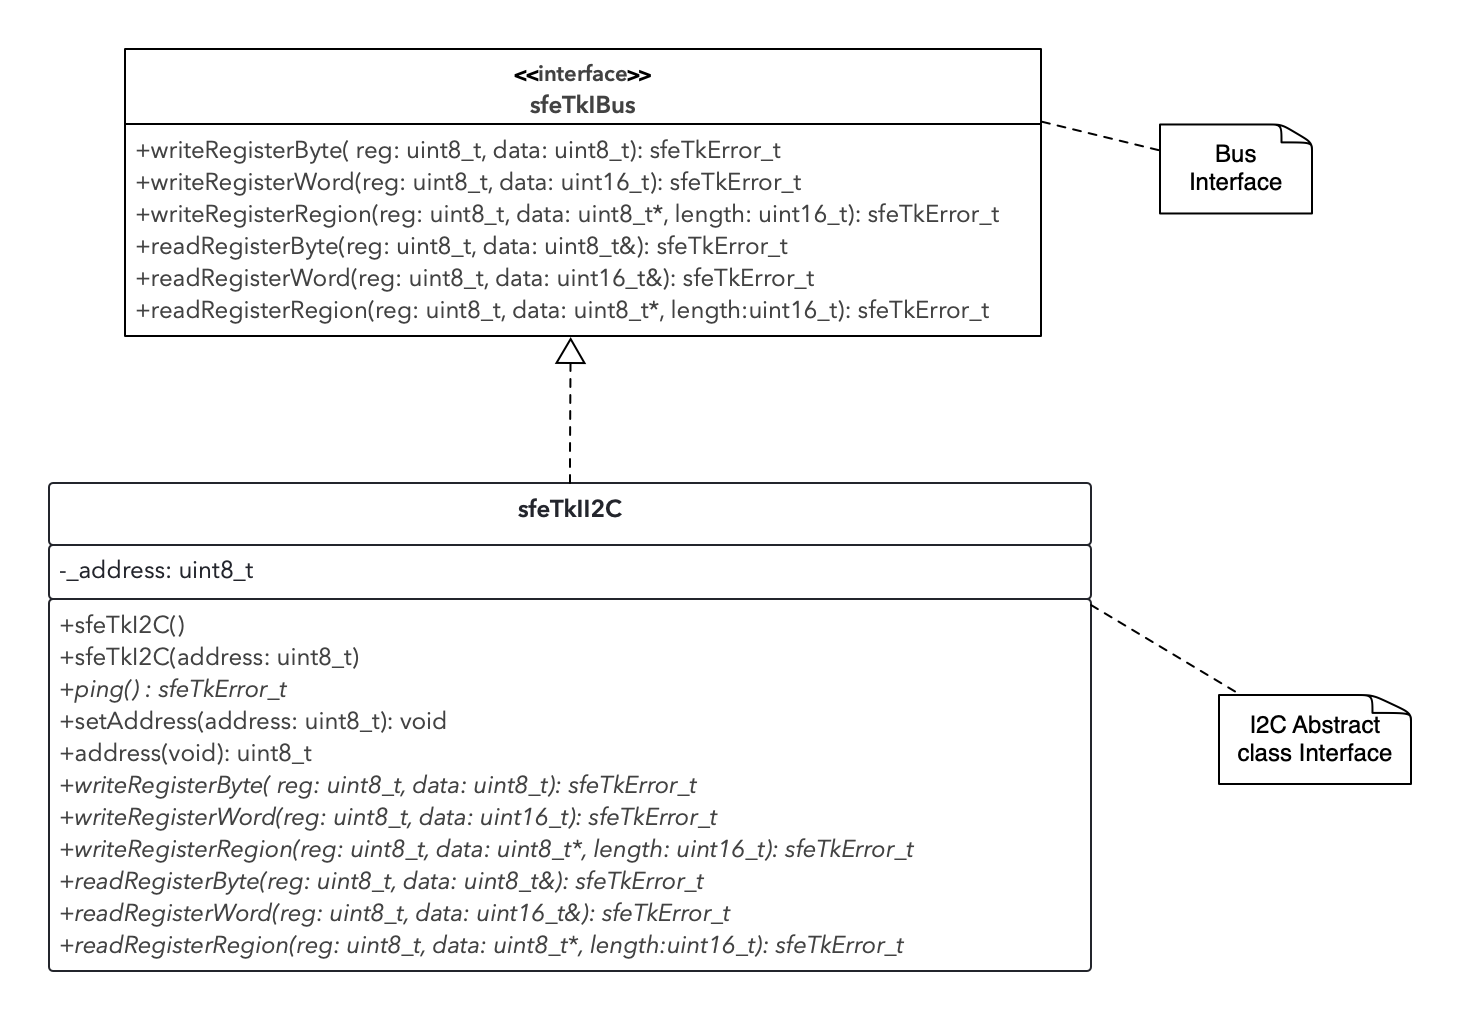 <<interface>>
sfeTkIBus
+writeRegisterByte( reg: uint8_t, data: uint8_t): sfeTkError_t
+writeRegisterWord(reg: uint8_t, data: uint16_t): sfeTkError_t
+writeRegisterRegion(reg: uint8_t, data: uint8_t*, length: uint16_t): sfeTkError_t
+readRegisterByte(reg: uint8_t, data: uint8_t&): sfeTkError_t
+readRegisterWord(reg: uint8_t, data: uint16_t&): sfeTkError_t
+readRegisterRegion(reg: uint8_t, data: uint8_t*, length:uint16_t): sfeTkError_t
Bus
Interface
sfeTkII2C
-_address: uint8_t
+sfeTkI2C()
+sfeTkI2C(address: uint8_t)
+ping() : sfeTkError_t
+setAddress(address: uint8_t): void
+address(void): uint8_t
+writeRegisterByte( reg: uint8_t, data: uint8_t): sfeTkError_t
+writeRegisterWord(reg: uint8_t, data: uint16_t): sfeTkError_t
+writeRegisterRegion(reg: uint8_t, data: uint8_t*, length: uint16_t): sfeTkError_t
+readRegisterByte(reg: uint8_t, data: uint8_t&): sfeTkError_t
+readRegisterWord(reg: uint8_t, data: uint16_t&): sfeTkError_t
+readRegisterRegion(reg: uint8_t, data: uint8_t*, length:uint16_t): sfeTkError_t
I2C Abstract
class Interface